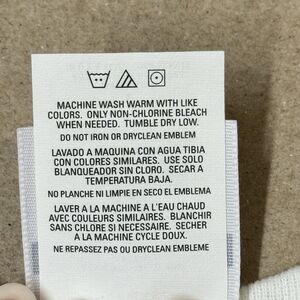 MACHINE WASH WARM WITH LIKE
COLORS. ONLY NON-CHLORINE BLEACH
WHEN NEEDED. TUMBLE DRY LOW.
DO NOT IRON OR DRYCLEAN EMBLEM
LAVADO A MAQUINA CON AGUA TIBIA
CON COLORES SIMILARES. USE SOLO
BLANQUEADOR SIN CLORO. SECAR A
TEMPERATURA BAJA.
NO PLANCHE NI LIMPIE EN SECO EL EMBLEMA
LAVER A LA MACHINE A L'EAU CHAUD
AVEC COULEURS SIMILAIRES. BLANCHIR
SANS CHLORE SI NECESSAIRE. SECHER
A LA MACHINE CYCLE DOUX.
NE REPASSEZ PAS OU DRYCLEAN EMBLEME